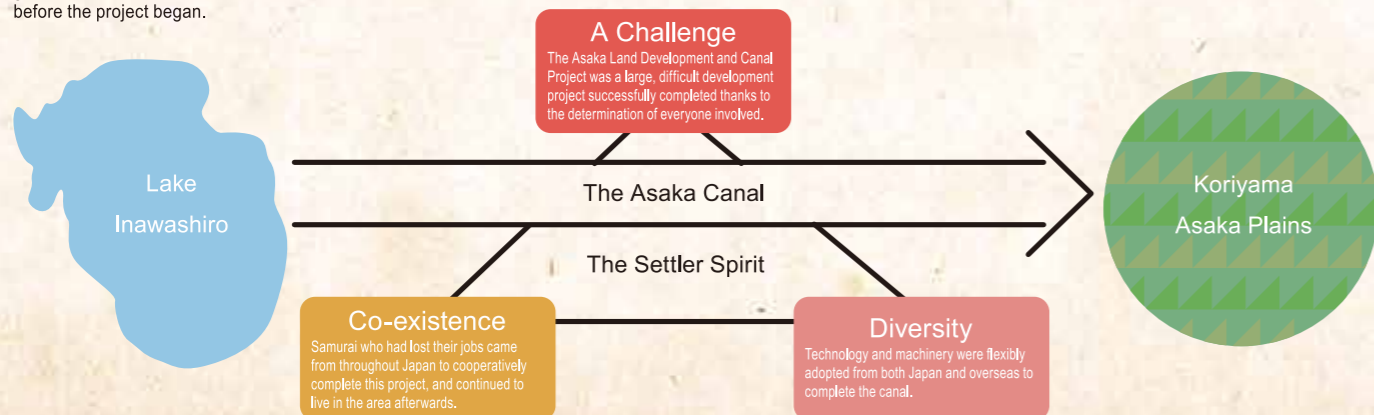 before the project began.
A Challenge
The Asaka Land Development and Canal
Project was a large, difficult development
project successfully completed thanks to
the determination of everyone involved.
Lake
Inawashiro
The Asaka Canal
Koriyama
Asaka Plains
The Settler Spirit
Co-existence
Samurai who had lost their jobs came
from throughout Japan to cooperatively
complete this project, and continued to
live in the area afterwards.
Diversity
Technology and machinery were flexibly
adopted from both Japan and overseas to
complete the canal.